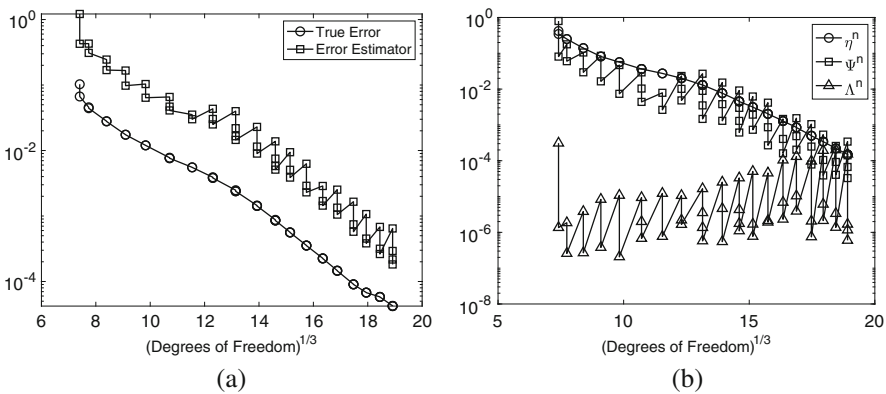 10^0
10^-2
10^-4
6 8 10 12 14 16 18 20
(Degrees of Freedom)^1/3
True Error
Error Estimator
(a)
10^0
10^-2
10^-4
10^-6
10^-8
5 10 15 20
(Degrees of Freedom)^1/3
η^n
Ψ^n
Λ^n
(b)